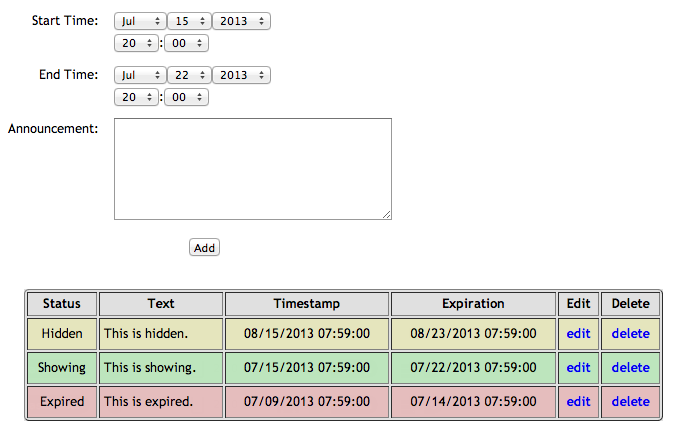 Start Time: Jul 15 2013
20 : 00
End Time: Jul 22 2013
20 : 00
Announcement:
Add
Status Text Timestamp Expiration Edit Delete
Hidden This is hidden. 08/15/2013 07:59:00 08/23/2013 07:59:00 edit delete
Showing This is showing. 07/15/2013 07:59:00 07/22/2013 07:59:00 edit delete
Expired This is expired. 07/09/2013 07:59:00 07/14/2013 07:59:00 edit delete